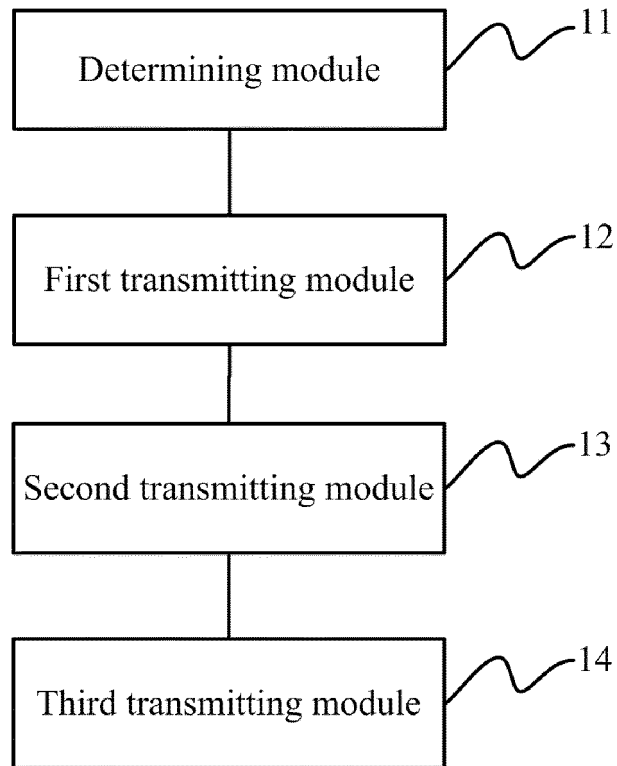 11
Determining module
12
First transmitting module
13
Second transmitting module
14
Third transmitting module